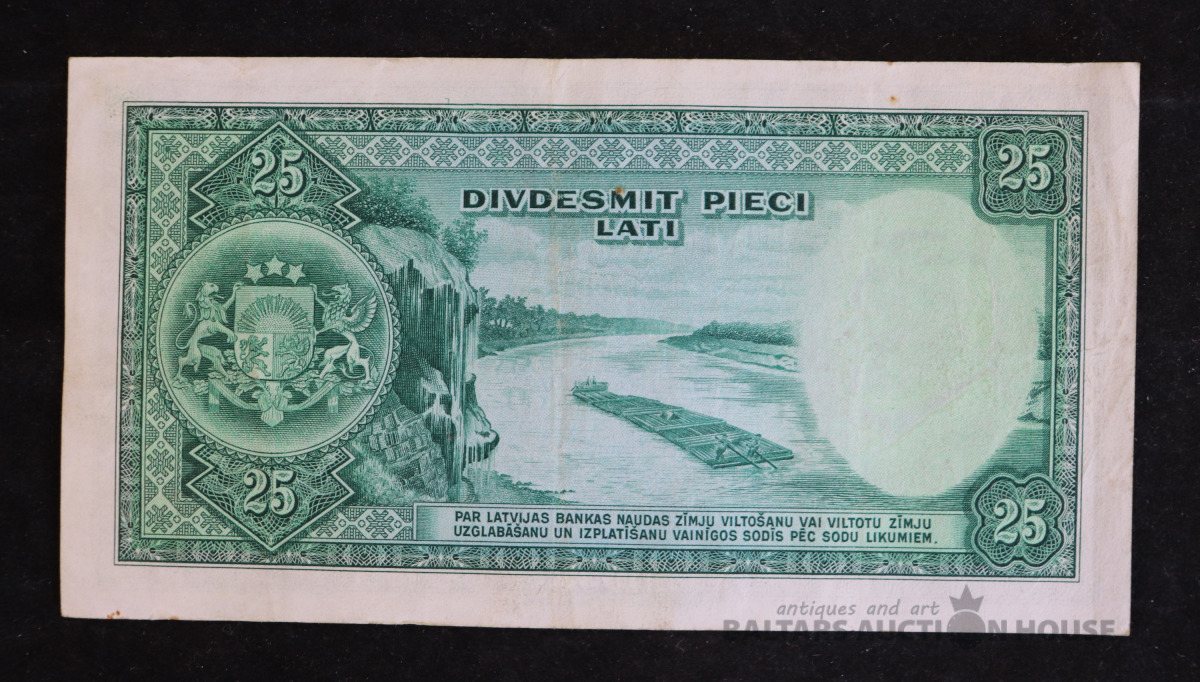 25
25
DIVDESMIT PIECI
LATI
25
25
PAR LATVIJAS BANKAS NAUDAS ZĪMJU VILTOŠANU VAI VILTOTU ZĪMJU
UZGLABĀŠANU UN IZPLATĪŠANU VAINĪGOS SODĪS PĒC SODU LIKUMIEM.
antiques and art
BALTARS AUCTION HOUSE